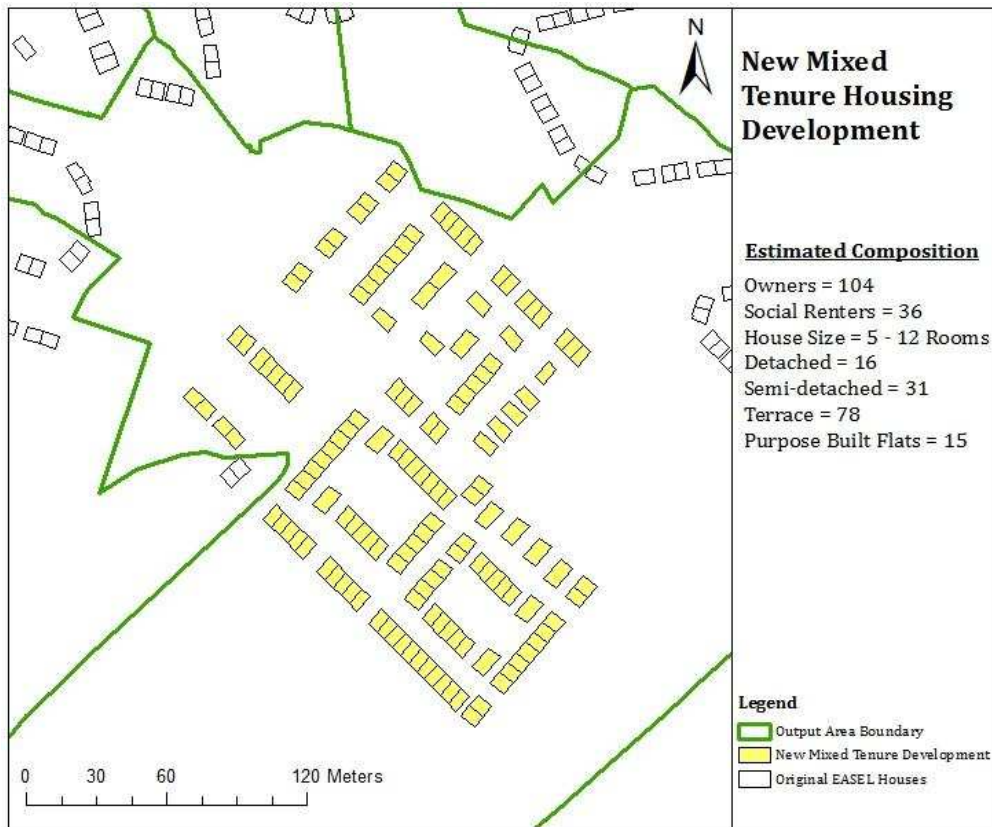 N
New Mixed
Tenure Housing
Development
Estimated Composition
Owners = 104
Social Renters = 36
House Size = 5 - 12 Rooms
Detached = 16
Semi-detached = 31
Terrace = 78
Purpose Built Flats = 15
Legend
Output Area Boundary
New Mixed Tenure Development
Original EASEL Houses
0 30 60 120 Meters